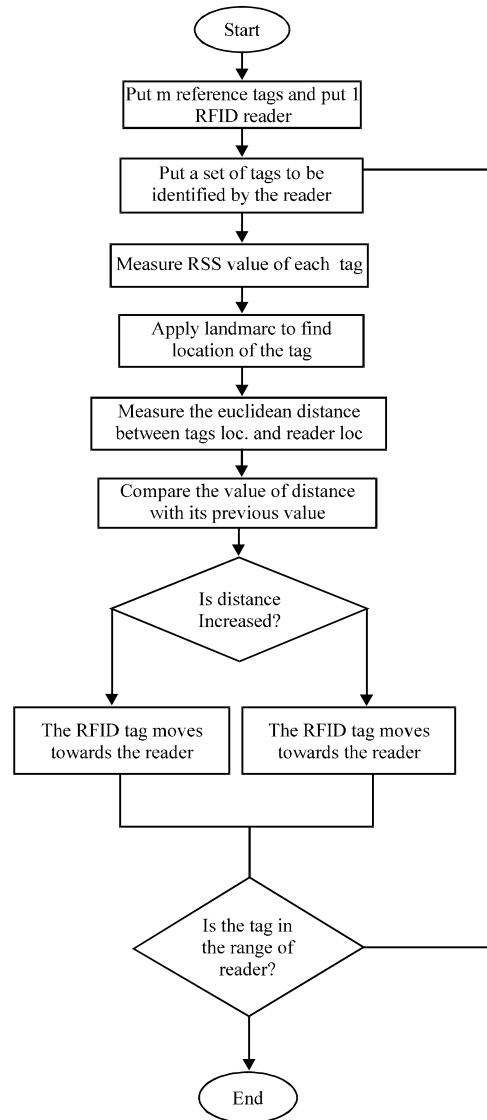 Start
Put m reference tags and put 1
RFID reader
Put a set of tags to be
identified by the reader
Measure RSS value of each tag
Apply landmarc to find
location of the tag
Measure the euclidean distance
between tags loc. and reader loc
Compare the value of distance
with its previous value
Is distance
Increased?
The RFID tag moves
towards the reader
The RFID tag moves
towards the reader
Is the tag in
the range of
reader?
End